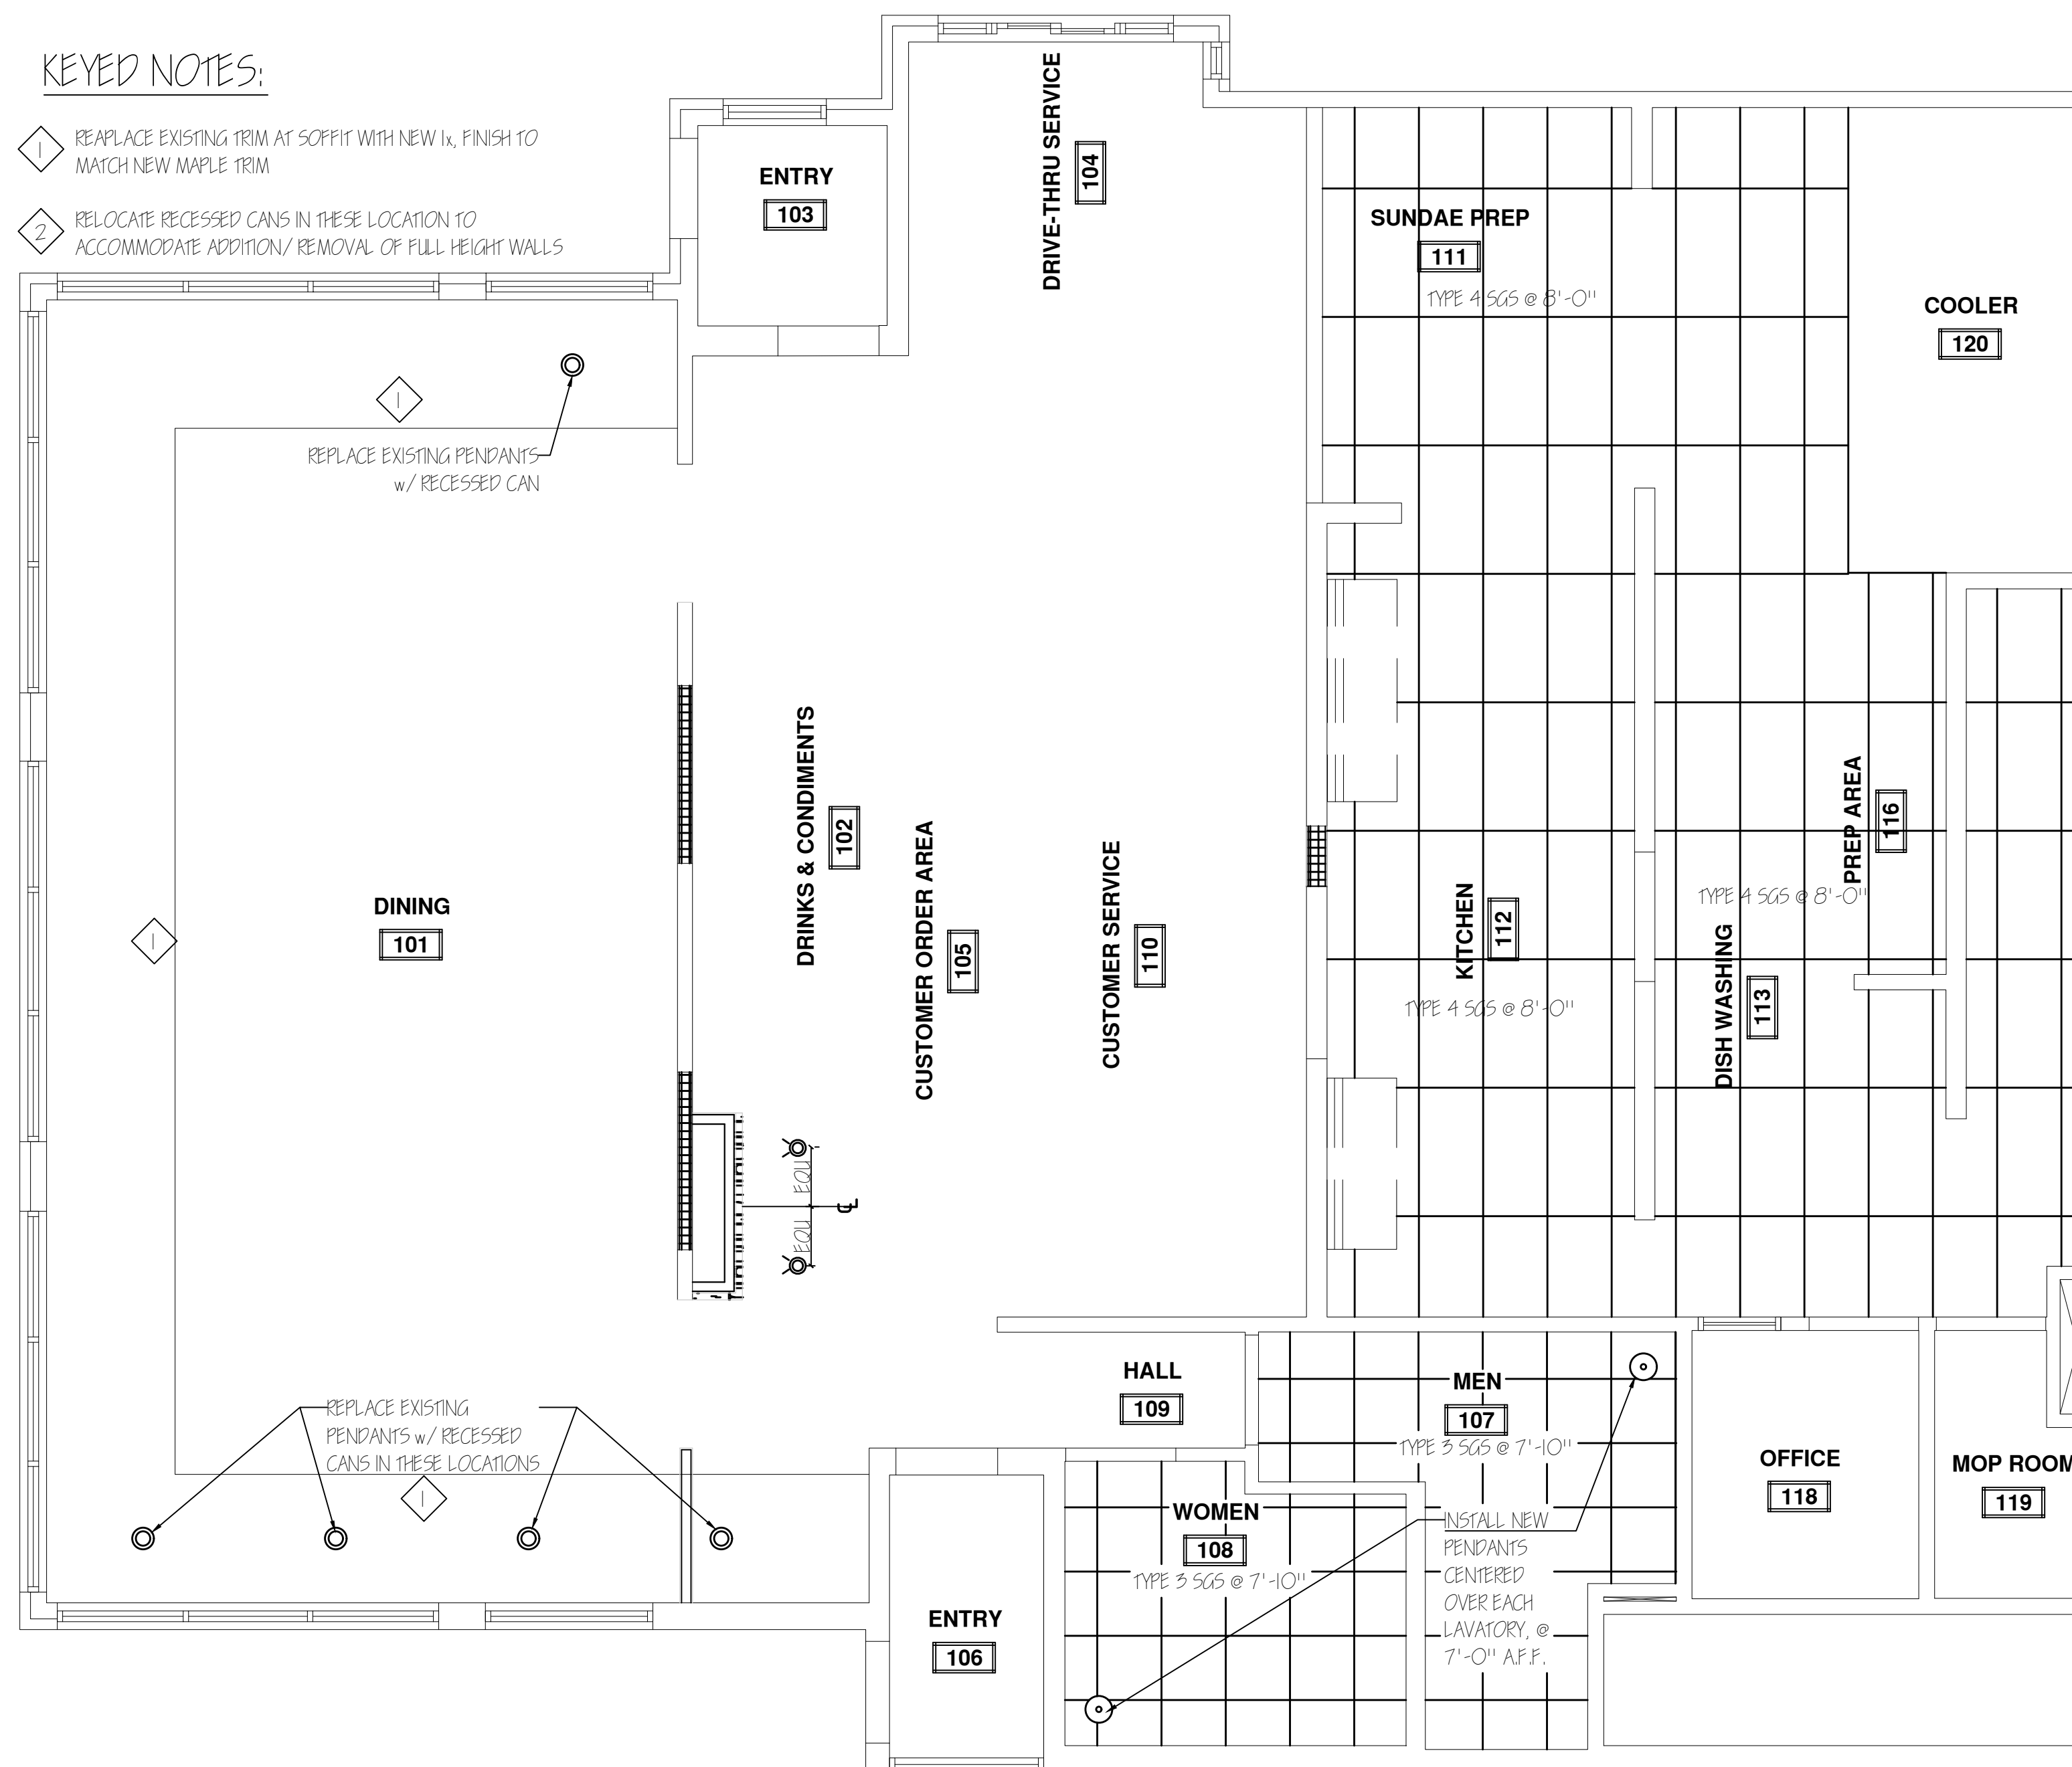 KEYED NOTES:
1
REAPLACE EXISTING TRIM AT SOFFIT WITH NEW 1x, FINISH TO
MATCH NEW MAPLE TRIM
2
RELOCATE RECESSED CANS IN THESE LOCATION TO
ACCOMMODATE ADDITION/ REMOVAL OF FULL HEIGHT WALLS
ENTRY
103
DRIVE-THRU SERVICE
104
SUNDAE PREP
111
TYPE 4 SGS @ 8'-0"
COOLER
120
1
REPLACE EXISTING PENDANTS
w/ RECESSED CAN
DINING
101
1
DRINKS & CONDIMENTS
102
CUSTOMER ORDER AREA
105
CUSTOMER SERVICE
110
KITCHEN
112
TYPE 4 SGS @ 8'-0"
PREP AREA
116
TYPE 4 SGS @ 8'-0"
DISH WASHING
113
EQU
EQU
CL
HALL
109
MEN
107
TYPE 3 SGS @ 7'-10"
OFFICE
118
MOP ROOM
119
REPLACE EXISTING
PENDANTS w/ RECESSED
CANS IN THESE LOCATIONS
1
WOMEN
108
TYPE 3 SGS @ 7'-10"
INSTALL NEW
PENDANTS
CENTERED
OVER EACH
LAVATORY, @
7'-0" A.F.F.
ENTRY
106